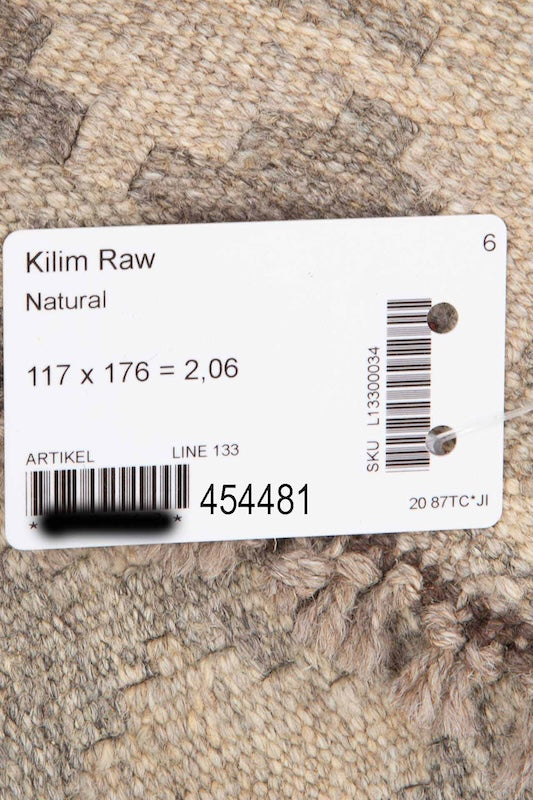 6
Kilim Raw
Natural
117 x 176 = 2,06
SKU L13300034
ARTIKEL LINE 133
* *
454481
20 87TC*JI